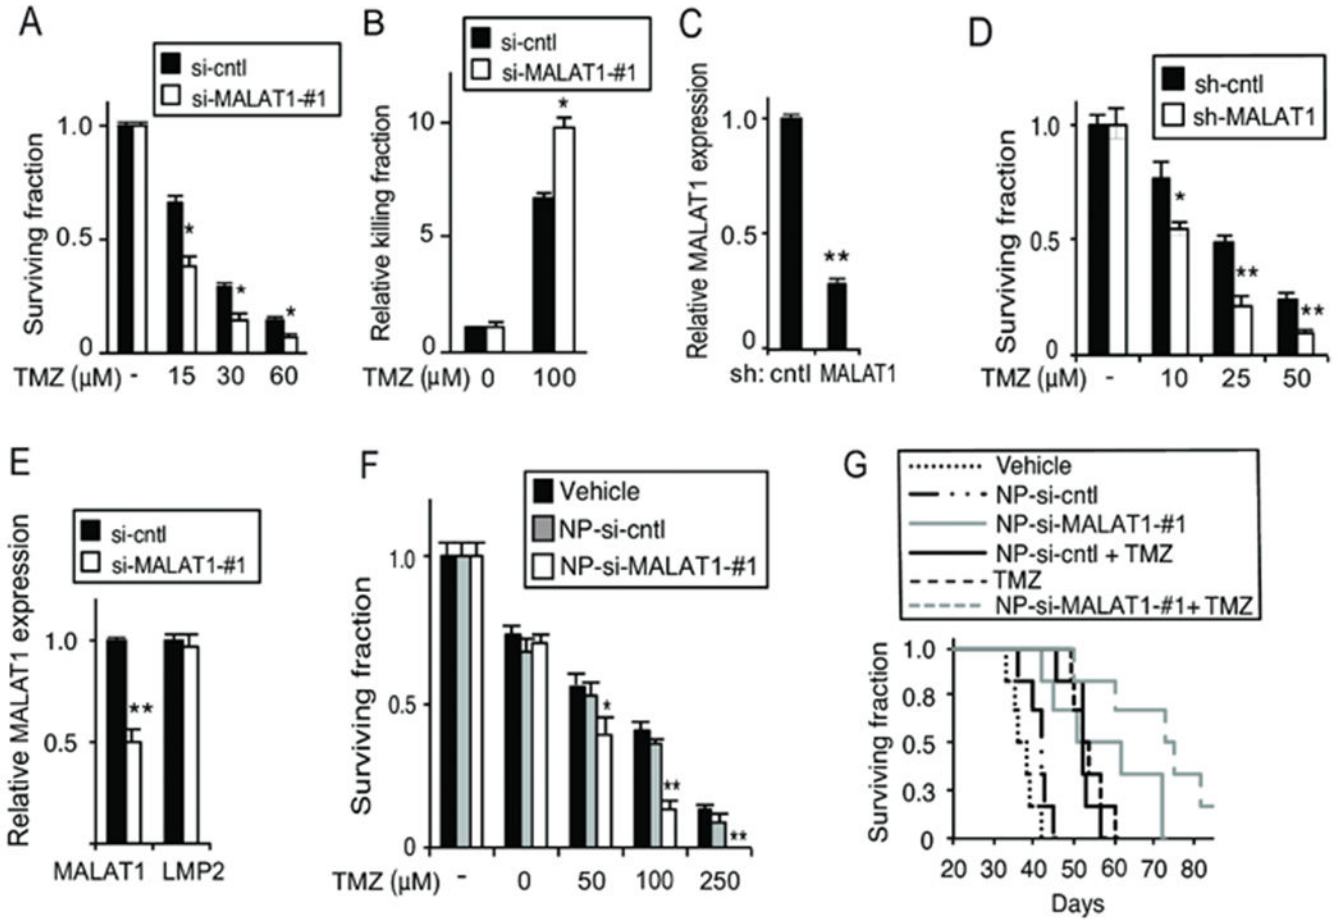 A
si-cntl
si-MALAT1-#1
Surviving fraction
1.0
0.5
0
*
*
*
TMZ (μM) - 15 30 60
B
si-cntl
si-MALAT1-#1
Relative killing fraction
10
5
0
*
TMZ (μM) 0 100
C
Relative MALAT1 expression
1.0
0.5
0
**
sh: cntl MALAT1
D
sh-cntl
sh-MALAT1
Surviving fraction
1.0
0.5
0
*
**
**
TMZ (μM) - 10 25 50
E
si-cntl
si-MALAT1-#1
Relative MALAT1 expression
1.0
0.5
**
MALAT1 LMP2
F
Vehicle
NP-si-cntl
NP-si-MALAT1-#1
Surviving fraction
1.0
0.5
0
*
**
**
TMZ (μM) - 0 50 100 250
G
Vehicle
NP-si-cntl
NP-si-MALAT1-#1
NP-si-cntl + TMZ
TMZ
NP-si-MALAT1-#1+ TMZ
Surviving fraction
1.0
0.8
0.5
0.3
0
20 30 40 50 60 70 80
Days